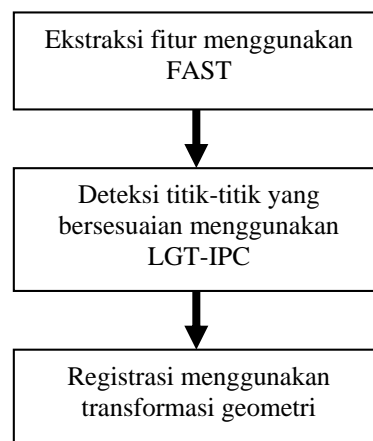 Ekstraksi fitur menggunakan
FAST
Deteksi titik-titik yang
bersesuaian menggunakan
LGT-IPC
Registrasi menggunakan
transformasi geometri